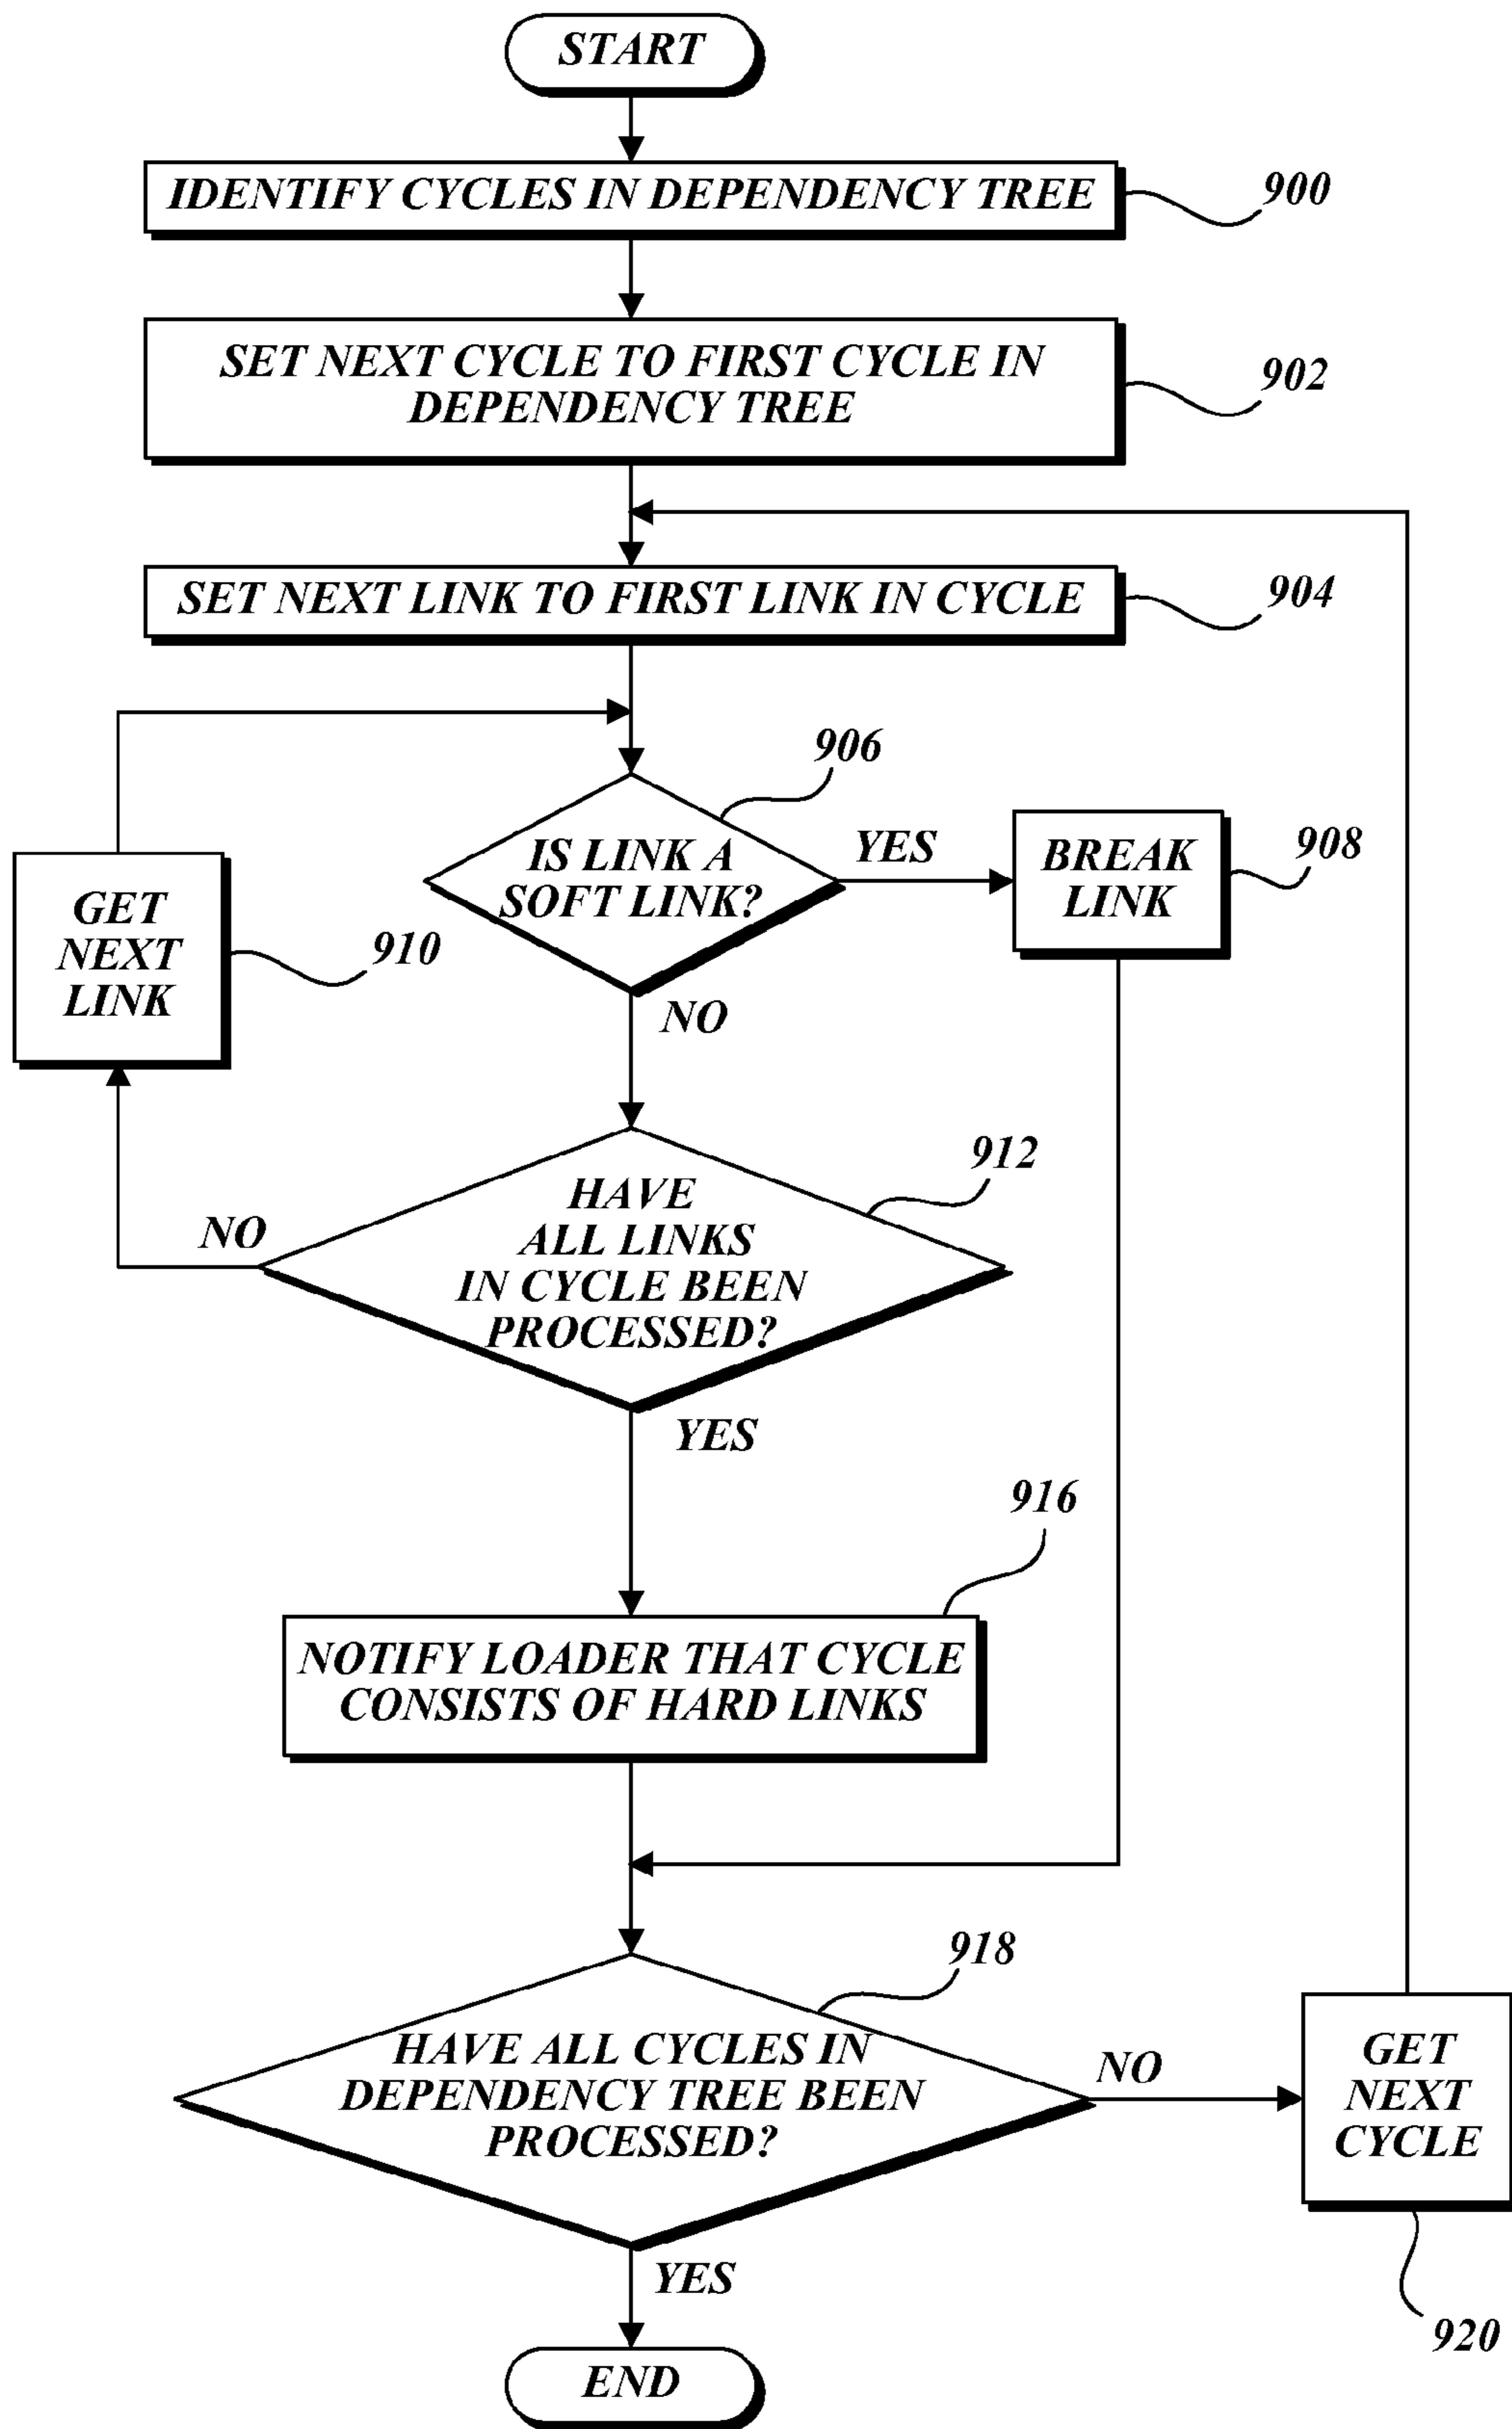 START
IDENTIFY CYCLES IN DEPENDENCY TREE
900
SET NEXT CYCLE TO FIRST CYCLE IN
DEPENDENCY TREE
902
SET NEXT LINK TO FIRST LINK IN CYCLE
904
906
IS LINK A
SOFT LINK?
YES
BREAK
LINK
908
GET
NEXT
LINK
910
NO
912
HAVE
ALL LINKS
IN CYCLE BEEN
PROCESSED?
NO
YES
916
NOTIFY LOADER THAT CYCLE
CONSISTS OF HARD LINKS
918
HAVE ALL CYCLES IN
DEPENDENCY TREE BEEN
PROCESSED?
NO
GET
NEXT
CYCLE
YES
920
END